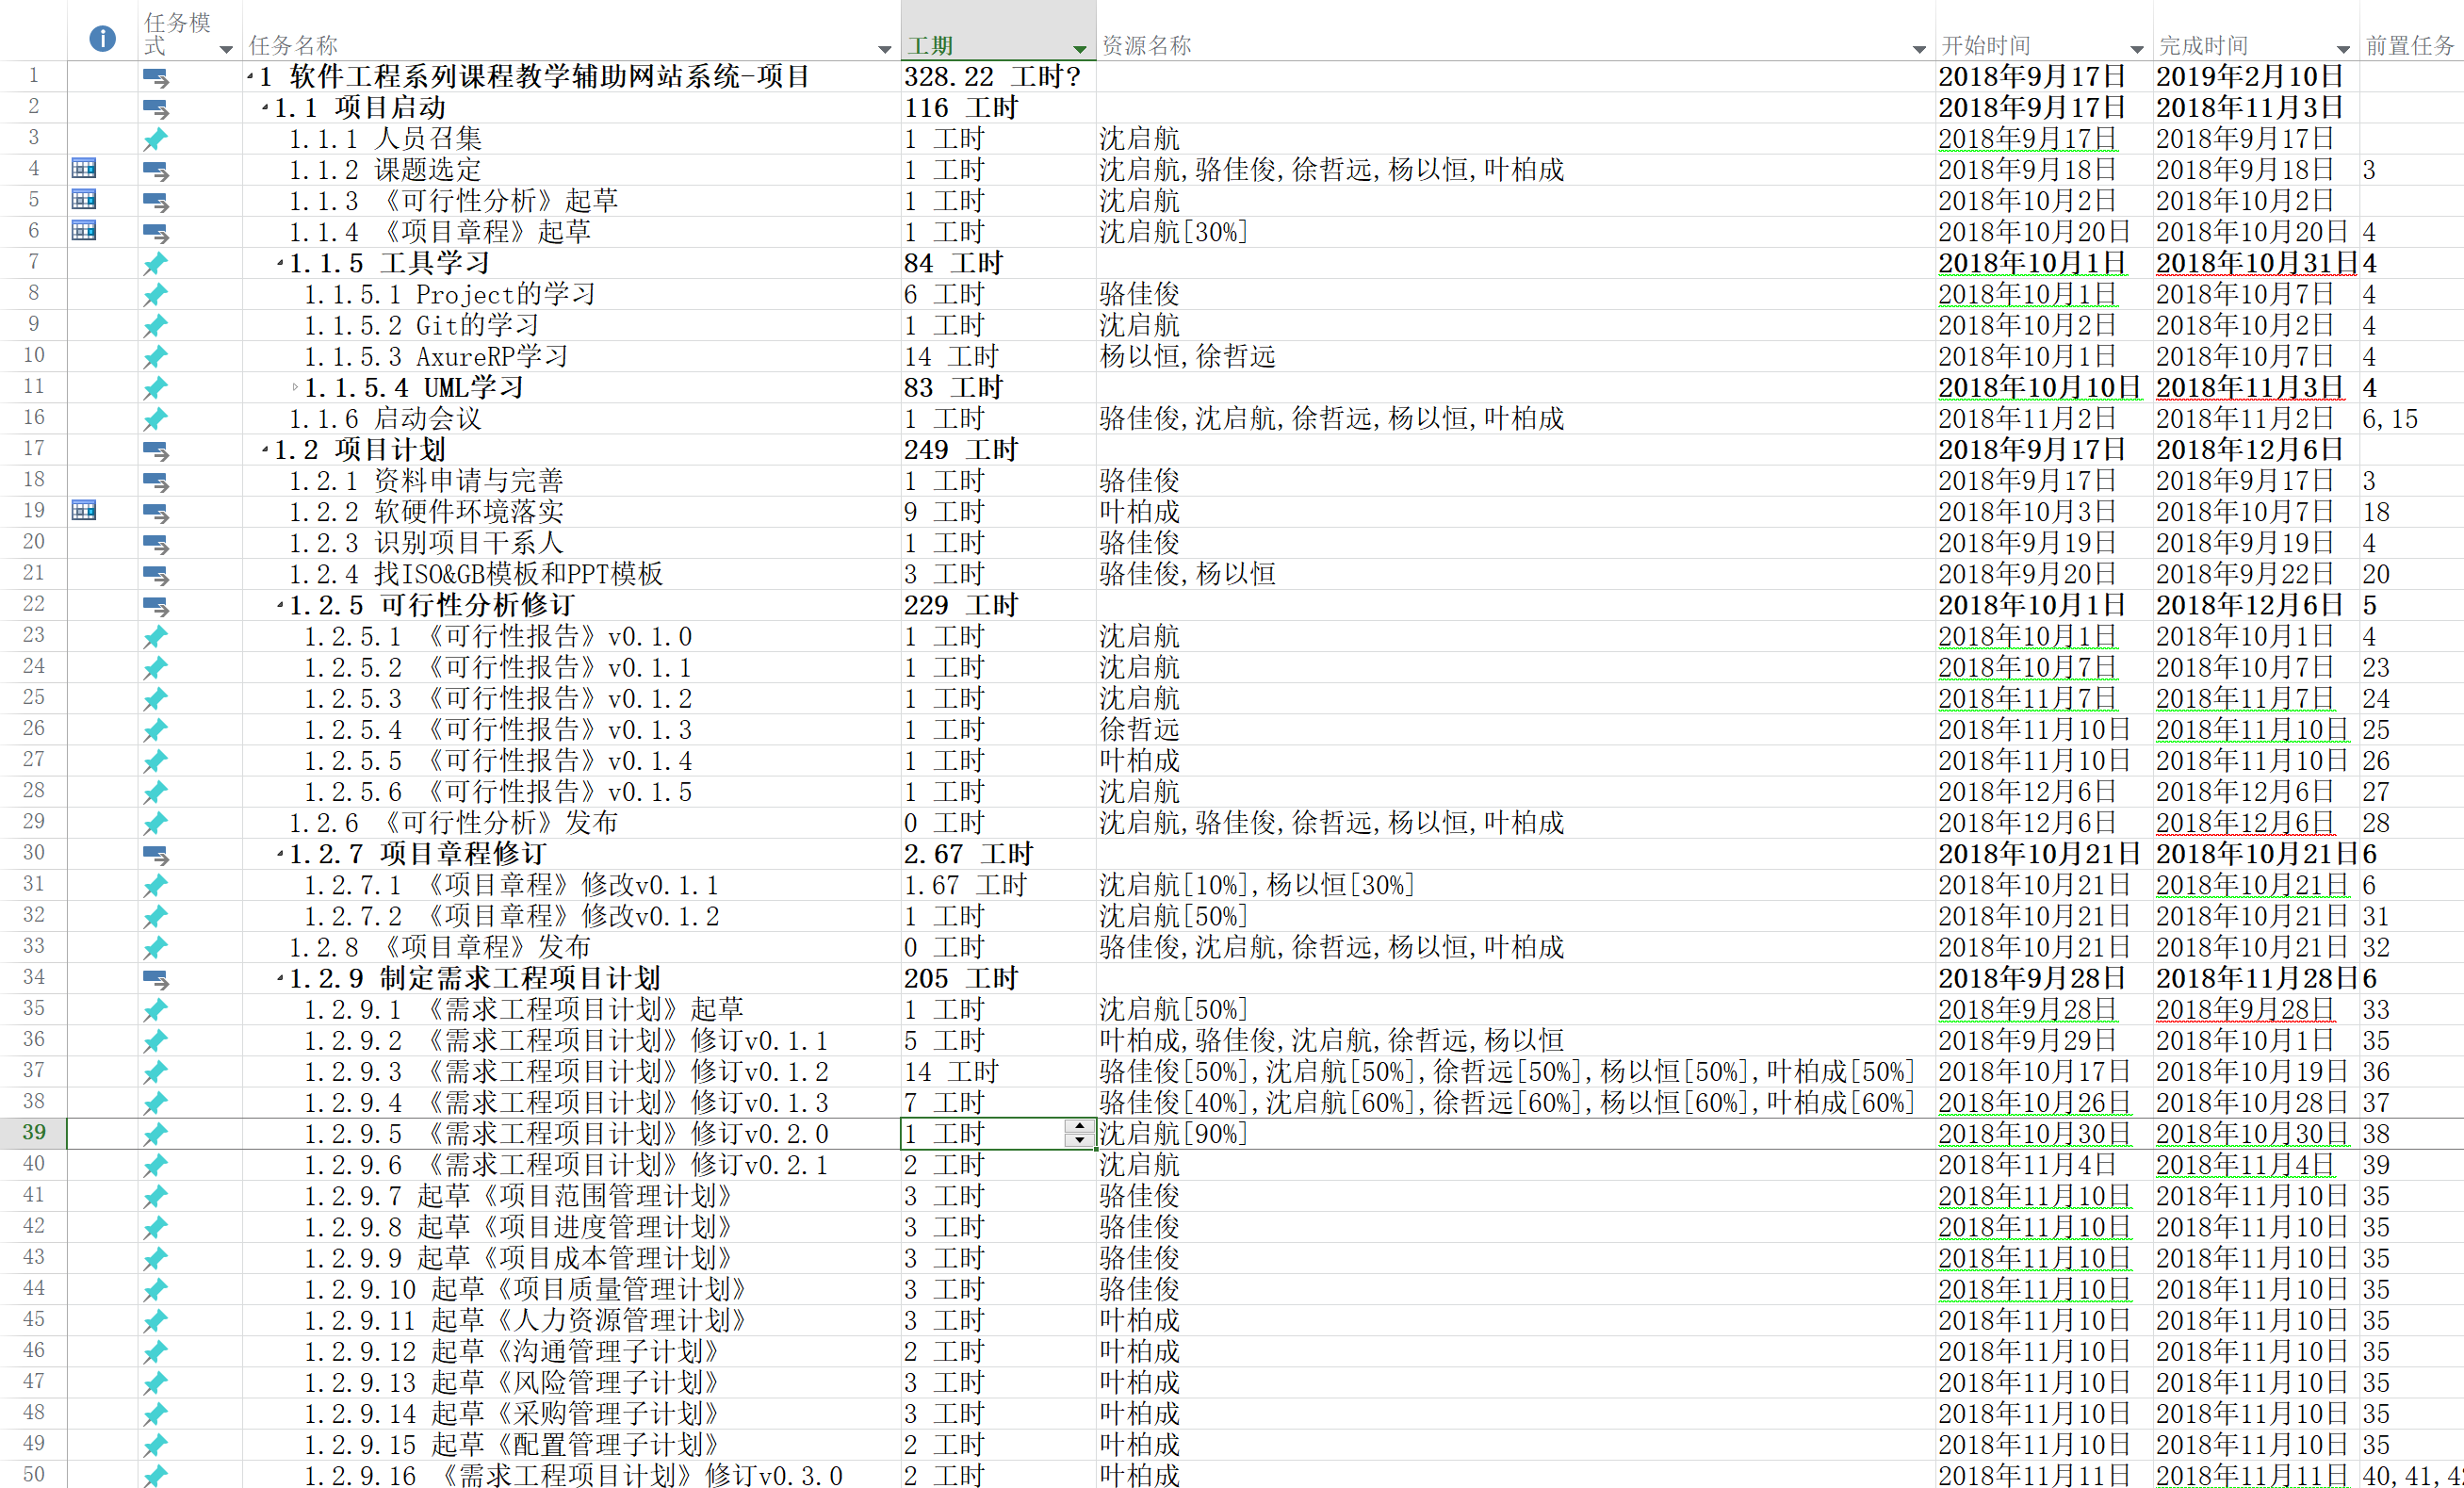 任务模式 任务名称 工期 资源名称 开始时间 完成时间 前置任务
1 1 软件工程系列课程教学辅助网站系统-项目 328.22 工时? 2018年9月17日 2019年2月10日
2 1.1 项目启动 116 工时 2018年9月17日 2018年11月3日
3 1.1.1 人员召集 1 工时 沈启航 2018年9月17日 2018年9月17日
4 1.1.2 课题选定 1 工时 沈启航,骆佳俊,徐哲远,杨以恒,叶柏成 2018年9月18日 2018年9月18日 3
5 1.1.3 《可行性分析》起草 1 工时 沈启航 2018年10月2日 2018年10月2日
6 1.1.4 《项目章程》起草 1 工时 沈启航[30%] 2018年10月20日 2018年10月20日 4
7 1.1.5 工具学习 84 工时 2018年10月1日 2018年10月31日 4
8 1.1.5.1 Project的学习 6 工时 骆佳俊 2018年10月1日 2018年10月7日 4
9 1.1.5.2 Git的学习 1 工时 沈启航 2018年10月2日 2018年10月2日 4
10 1.1.5.3 AxureRP学习 14 工时 杨以恒,徐哲远 2018年10月1日 2018年10月7日 4
11 1.1.5.4 UML学习 83 工时 2018年10月10日 2018年11月3日 4
16 1.1.6 启动会议 1 工时 骆佳俊,沈启航,徐哲远,杨以恒,叶柏成 2018年11月2日 2018年11月2日 6,15
17 1.2 项目计划 249 工时 2018年9月17日 2018年12月6日
18 1.2.1 资料申请与完善 1 工时 骆佳俊 2018年9月17日 2018年9月17日 3
19 1.2.2 软硬件环境落实 9 工时 叶柏成 2018年10月3日 2018年10月7日 18
20 1.2.3 识别项目干系人 1 工时 骆佳俊 2018年9月19日 2018年9月19日 4
21 1.2.4 找ISO&GB模板和PPT模板 3 工时 骆佳俊,杨以恒 2018年9月20日 2018年9月22日 20
22 1.2.5 可行性分析修订 229 工时 2018年10月1日 2018年12月6日 5
23 1.2.5.1 《可行性报告》v0.1.0 1 工时 沈启航 2018年10月1日 2018年10月1日 4
24 1.2.5.2 《可行性报告》v0.1.1 1 工时 沈启航 2018年10月7日 2018年10月7日 23
25 1.2.5.3 《可行性报告》v0.1.2 1 工时 沈启航 2018年11月7日 2018年11月7日 24
26 1.2.5.4 《可行性报告》v0.1.3 1 工时 徐哲远 2018年11月10日 2018年11月10日 25
27 1.2.5.5 《可行性报告》v0.1.4 1 工时 叶柏成 2018年11月10日 2018年11月10日 26
28 1.2.5.6 《可行性报告》v0.1.5 1 工时 沈启航 2018年12月6日 2018年12月6日 27
29 1.2.6 《可行性分析》发布 0 工时 沈启航,骆佳俊,徐哲远,杨以恒,叶柏成 2018年12月6日 2018年12月6日 28
30 1.2.7 项目章程修订 2.67 工时 2018年10月21日 2018年10月21日 6
31 1.2.7.1 《项目章程》修改v0.1.1 1.67 工时 沈启航[10%],杨以恒[30%] 2018年10月21日 2018年10月21日 6
32 1.2.7.2 《项目章程》修改v0.1.2 1 工时 沈启航[50%] 2018年10月21日 2018年10月21日 31
33 1.2.8 《项目章程》发布 0 工时 骆佳俊,沈启航,徐哲远,杨以恒,叶柏成 2018年10月21日 2018年10月21日 32
34 1.2.9 制定需求工程项目计划 205 工时 2018年9月28日 2018年11月28日 6
35 1.2.9.1 《需求工程项目计划》起草 1 工时 沈启航[50%] 2018年9月28日 2018年9月28日 33
36 1.2.9.2 《需求工程项目计划》修订v0.1.1 5 工时 叶柏成,骆佳俊,沈启航,徐哲远,杨以恒 2018年9月29日 2018年10月1日 35
37 1.2.9.3 《需求工程项目计划》修订v0.1.2 14 工时 骆佳俊[50%],沈启航[50%],徐哲远[50%],杨以恒[50%],叶柏成[50%] 2018年10月17日 2018年10月19日 36
38 1.2.9.4 《需求工程项目计划》修订v0.1.3 7 工时 骆佳俊[40%],沈启航[60%],徐哲远[60%],杨以恒[60%],叶柏成[60%] 2018年10月26日 2018年10月28日 37
39 1.2.9.5 《需求工程项目计划》修订v0.2.0 1 工时 沈启航[90%] 2018年10月30日 2018年10月30日 38
40 1.2.9.6 《需求工程项目计划》修订v0.2.1 2 工时 沈启航 2018年11月4日 2018年11月4日 39
41 1.2.9.7 起草《项目范围管理计划》 3 工时 骆佳俊 2018年11月10日 2018年11月10日 35
42 1.2.9.8 起草《项目进度管理计划》 3 工时 骆佳俊 2018年11月10日 2018年11月10日 35
43 1.2.9.9 起草《项目成本管理计划》 3 工时 骆佳俊 2018年11月10日 2018年11月10日 35
44 1.2.9.10 起草《项目质量管理计划》 3 工时 骆佳俊 2018年11月10日 2018年11月10日 35
45 1.2.9.11 起草《人力资源管理计划》 3 工时 叶柏成 2018年11月10日 2018年11月10日 35
46 1.2.9.12 起草《沟通管理子计划》 2 工时 叶柏成 2018年11月10日 2018年11月10日 35
47 1.2.9.13 起草《风险管理子计划》 3 工时 叶柏成 2018年11月10日 2018年11月10日 35
48 1.2.9.14 起草《采购管理子计划》 3 工时 叶柏成 2018年11月10日 2018年11月10日 35
49 1.2.9.15 起草《配置管理子计划》 2 工时 叶柏成 2018年11月10日 2018年11月10日 35
50 1.2.9.16 《需求工程项目计划》修订v0.3.0 2 工时 叶柏成 2018年11月11日 2018年11月11日 40,41,